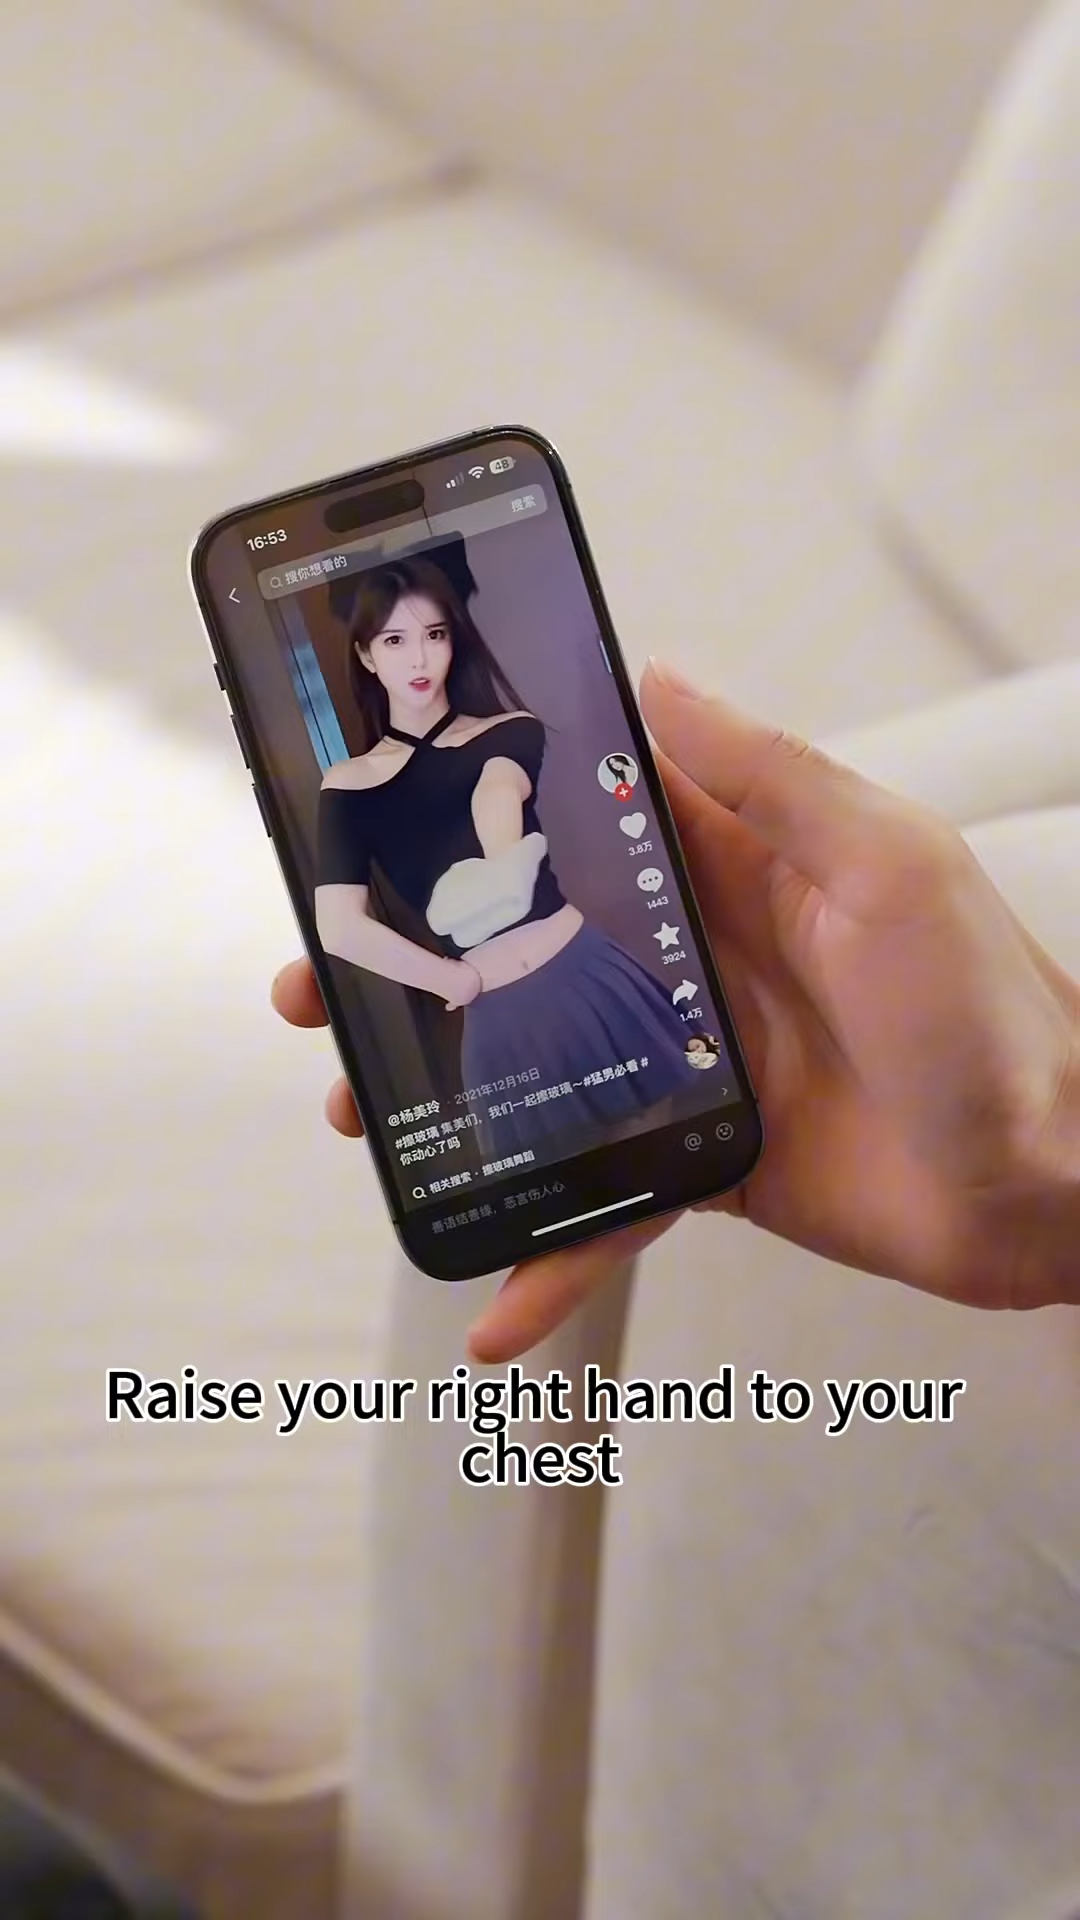 16:53
48
搜你想看的
搜索
3.8万
1443
3924
1.4万
@杨美玲 · 2021年12月16日
#擦玻璃 集美们，我们一起擦玻璃～#猛男必看 #
你动心了吗
相关搜索 · 擦玻璃舞蹈
善语结善缘，恶言伤人心
Raise your right hand to your
chest